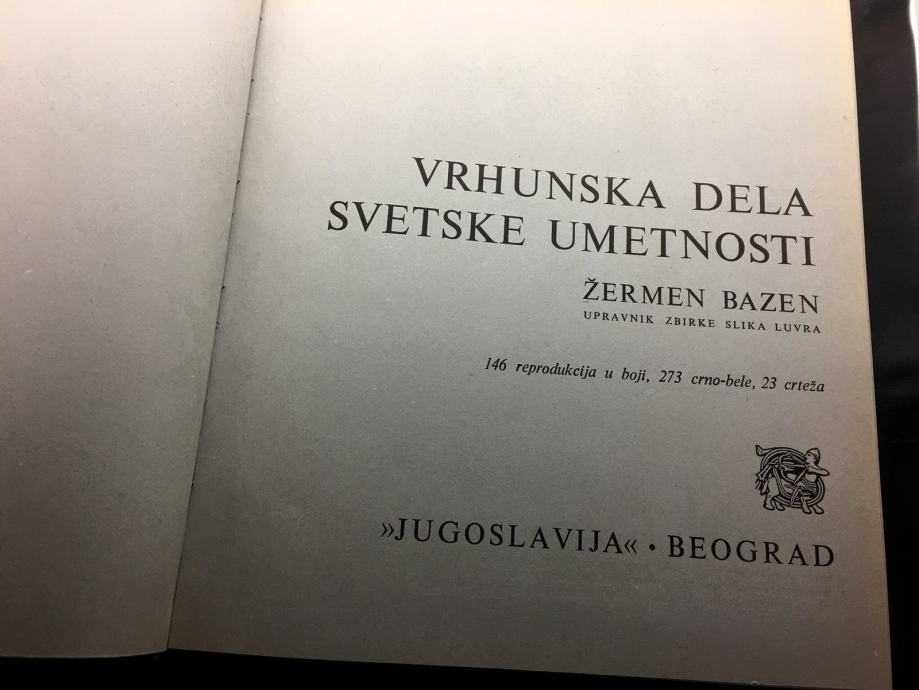 VRHUNSKA DELA
SVETSKE UMETNOSTI
ŽERMEN BAZEN
UPRAVNIK ZBIRKE SLIKA LUVRA
146 reprodukcija u boji, 273 crno-bele, 23 crteža
»JUGOSLAVIJA« • BEOGRAD